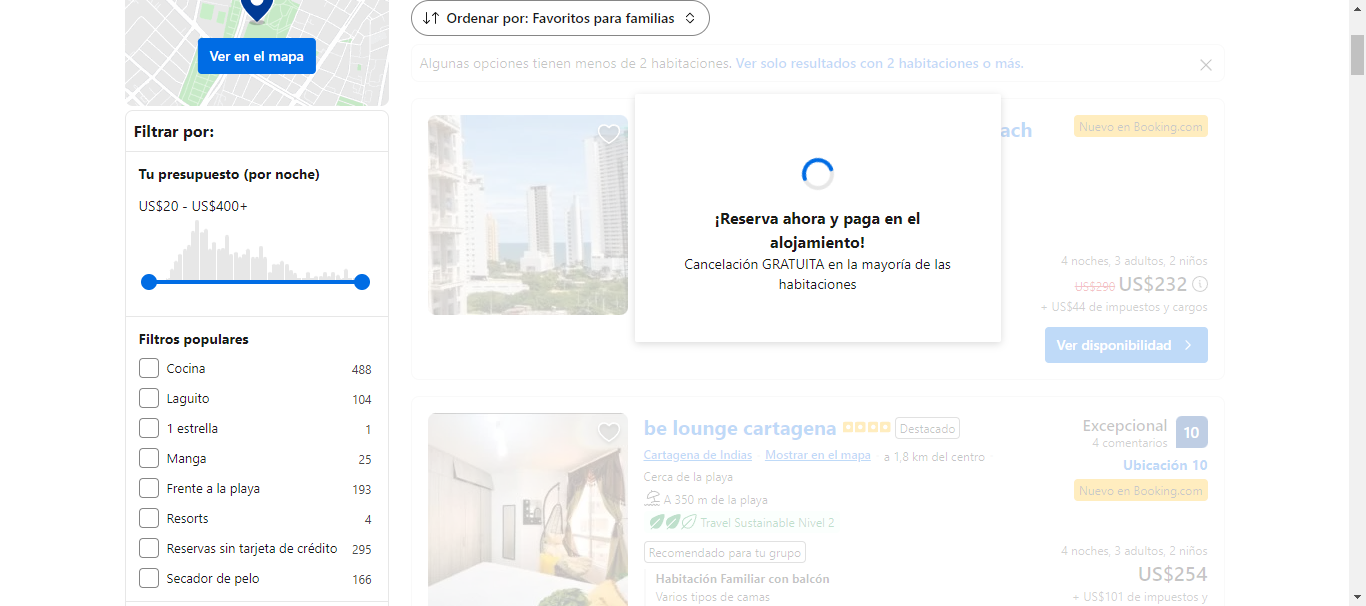 Ver en el mapa
Filtrar por:
Tu presupuesto (por noche)
US$20 - US$400+
Filtros populares
Cocina 488
Laguito 104
1 estrella 1
Manga 25
Frente a la playa 193
Resorts 4
Reservas sin tarjeta de crédito 295
Secador de pelo 166
Ordenar por: Favoritos para familias
Algunas opciones tienen menos de 2 habitaciones. Ver solo resultados con 2 habitaciones o más.
¡Reserva ahora y paga en el
alojamiento!
Cancelación GRATUITA en la mayoría de las
habitaciones
ach
Nuevo en Booking.com
4 noches, 3 adultos, 2 niños
US$290 US$232
+ US$44 de impuestos y cargos
Ver disponibilidad
be lounge cartagena Destacado
Cartagena de Indias Mostrar en el mapa a 1,8 km del centro
Cerca de la playa
A 350 m de la playa
Travel Sustainable Nivel 2
Recomendado para tu grupo
Habitación Familiar con balcón
Varios tipos de camas
Excepcional 10
4 comentarios
Ubicación 10
Nuevo en Booking.com
4 noches, 3 adultos, 2 niños
US$254
+ US$101 de impuestos y